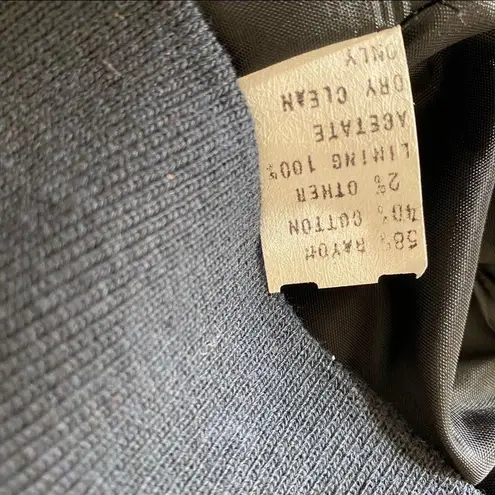 58% RAYON
40% COTTON
2% OTHER
LINING 100%
ACETATE
DRY CLEAN
ONLY